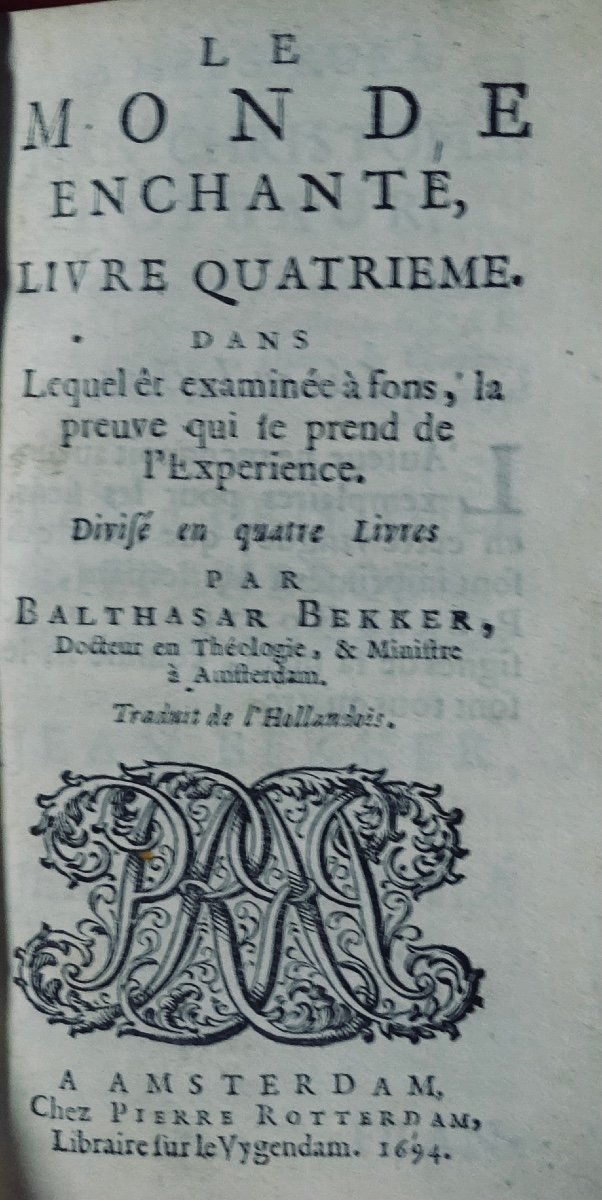 LE
MONDE
ENCHANTÉ,
LIVRE QUATRIEME.
DANS
Lequel êt examinée à fons, la
preuve qui ſe prend de
l'Experience.
Diviſé en quatre Livres
PAR
BALTHASAR BEKKER,
Docteur en Théologie, & Miniſtre
à Amſterdam.
Traduit de l'Hollandois.
A AMSTERDAM,
Chez PIERRE ROTTERDAM,
Libraire ſur le Vygendam. 1694.